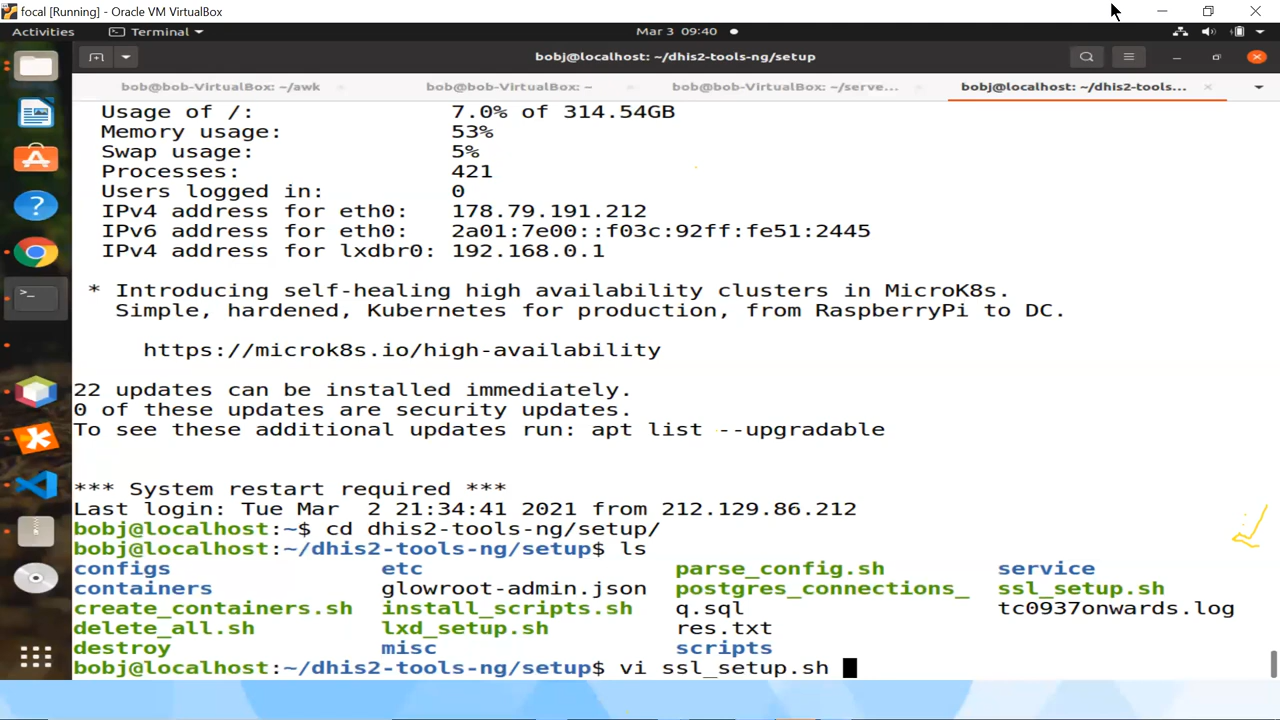 focal [Running] - Oracle VM VirtualBox
Activities Terminal Mar 3 09:40
bobj@localhost: ~/dhis2-tools-ng/setup
bob@bob-VirtualBox: ~/awk bob@bob-VirtualBox: ~ bob@bob-VirtualBox: ~/serve... bobj@localhost: ~/dhis2-tools...
Usage of /: 7.0% of 314.54GB
Memory usage: 53%
Swap usage: 5%
Processes: 421
Users logged in: 0
IPv4 address for eth0: 178.79.191.212
IPv6 address for eth0: 2a01:7e00::f03c:92ff:fe51:2445
IPv4 address for lxdbr0: 192.168.0.1
* Introducing self-healing high availability clusters in MicroK8s.
Simple, hardened, Kubernetes for production, from RaspberryPi to DC.
https://microk8s.io/high-availability
22 updates can be installed immediately.
0 of these updates are security updates.
To see these additional updates run: apt list --upgradable
*** System restart required ***
Last login: Tue Mar 2 21:34:41 2021 from 212.129.86.212
bobj@localhost:~$ cd dhis2-tools-ng/setup/
bobj@localhost:~/dhis2-tools-ng/setup$ ls
configs etc parse_config.sh service
containers glowroot-admin.json postgres_connections_ ssl_setup.sh
create_containers.sh install_scripts.sh q.sql tc0937onwards.log
delete_all.sh lxd_setup.sh res.txt
destroy misc scripts
bobj@localhost:~/dhis2-tools-ng/setup$ vi ssl_setup.sh